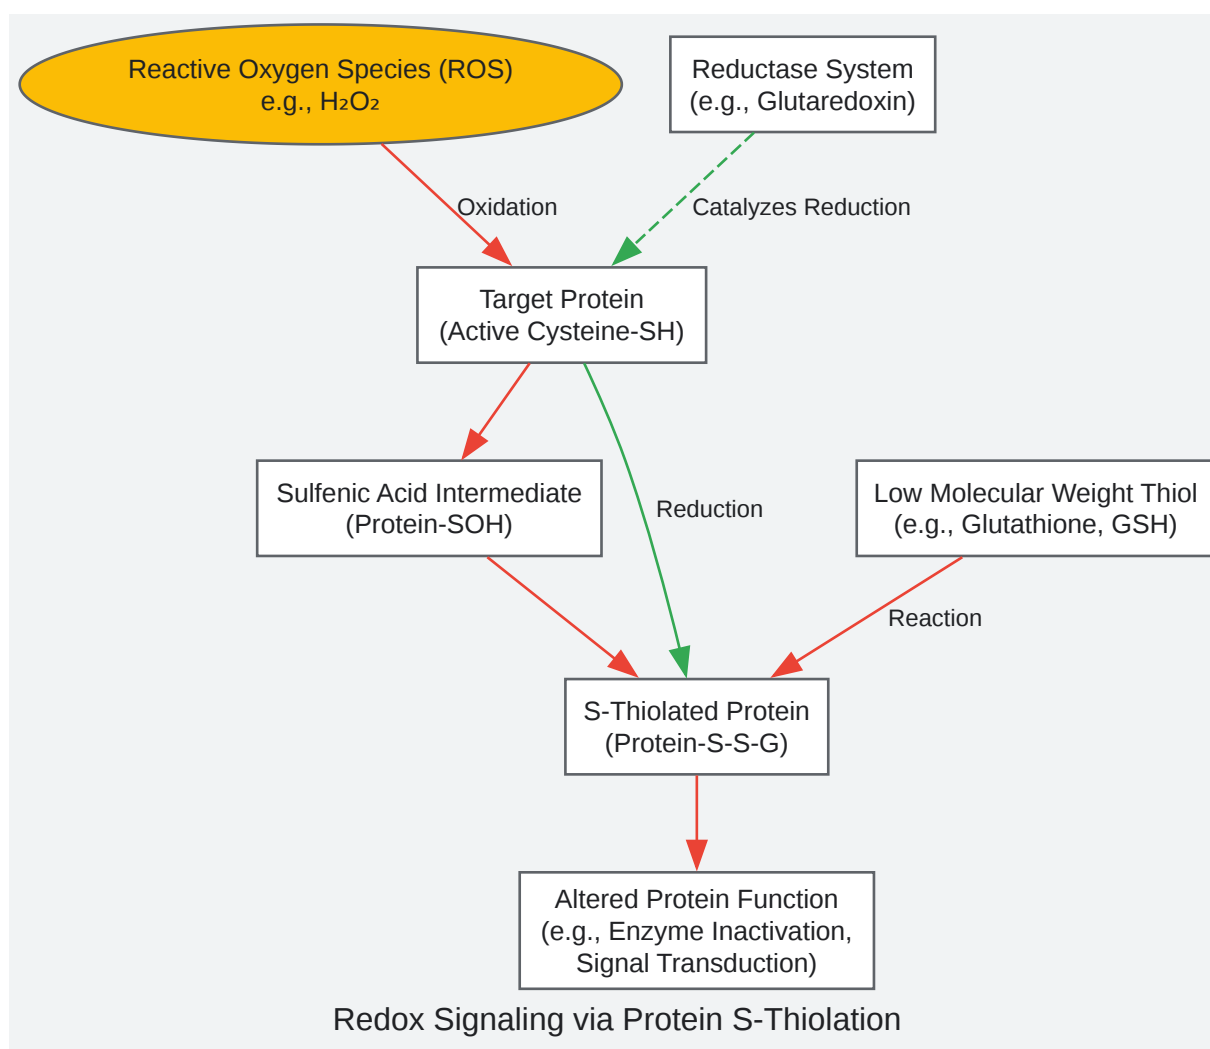 Reactive Oxygen Species (ROS)
e.g., H₂O₂
Reductase System
(e.g., Glutaredoxin)
Oxidation
Catalyzes Reduction
Target Protein
(Active Cysteine-SH)
Sulfenic Acid Intermediate
(Protein-SOH)
Reduction
Low Molecular Weight Thiol
(e.g., Glutathione, GSH)
Reaction
S-Thiolated Protein
(Protein-S-S-G)
Altered Protein Function
(e.g., Enzyme Inactivation,
Signal Transduction)
Redox Signaling via Protein S-Thiolation